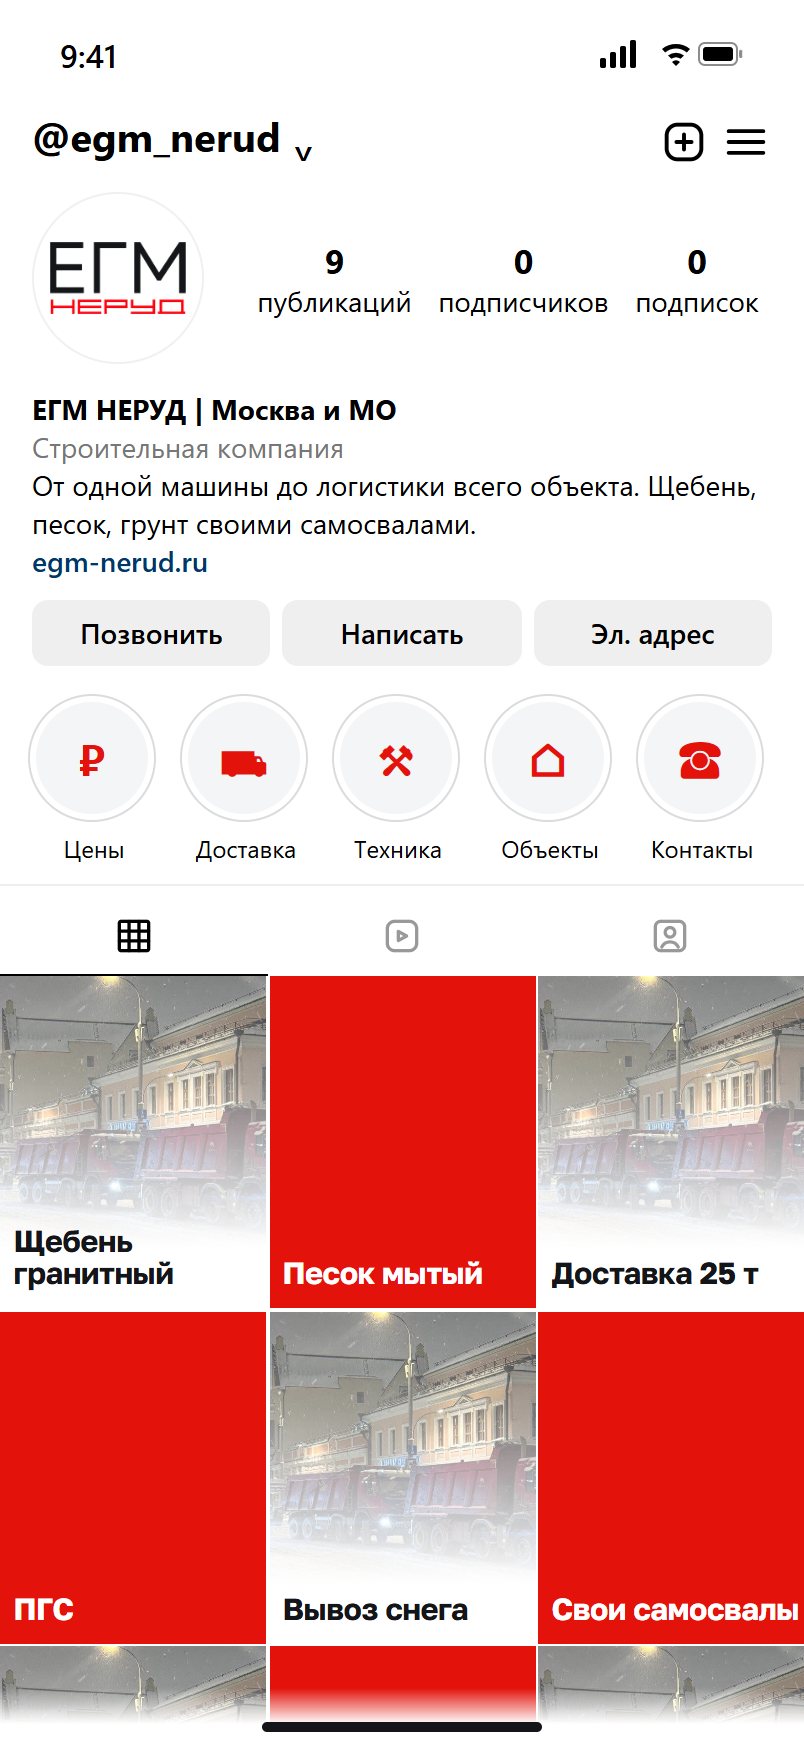 9:41
@egm_nerud
ЕГМ
НЕРУД
9
публикаций
0
подписчиков
0
подписок
ЕГМ НЕРУД | Москва и МО
Строительная компания
От одной машины до логистики всего объекта. Щебень,
песок, грунт своими самосвалами.
egm-nerud.ru
Позвонить
Написать
Эл. адрес
₽
Цены
Доставка
Техника
Объекты
Контакты
Щебень
гранитный
Песок мытый
Доставка 25 т
ПГС
Вывоз снега
Свои самосвалы